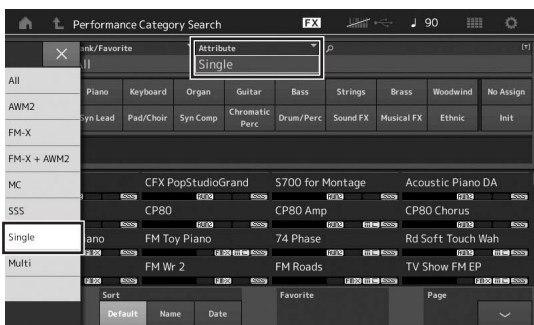 Performance Category Search FX 90
ank/Favorite Attribute
ll Single
All
AWM2
FM-X
FM-X + AWM2
MC
SSS
Single
Multi
Piano Keyboard Organ Guitar Bass Strings Brass Woodwind No Assign
Syn Lead Pad/Choir Syn Comp Chromatic Perc Drum/Perc Sound FX Musical FX Ethnic Init
CFX PopStudioGrand S700 for Montage Acoustic Piano DA
CP80 CP80 Amp CP80 Chorus
iano FM Toy Piano 74 Phase Rd Soft Touch Wah
FM Wr 2 FM Roads TV Show FM EP
Sort Favorite Page
Default Name Date